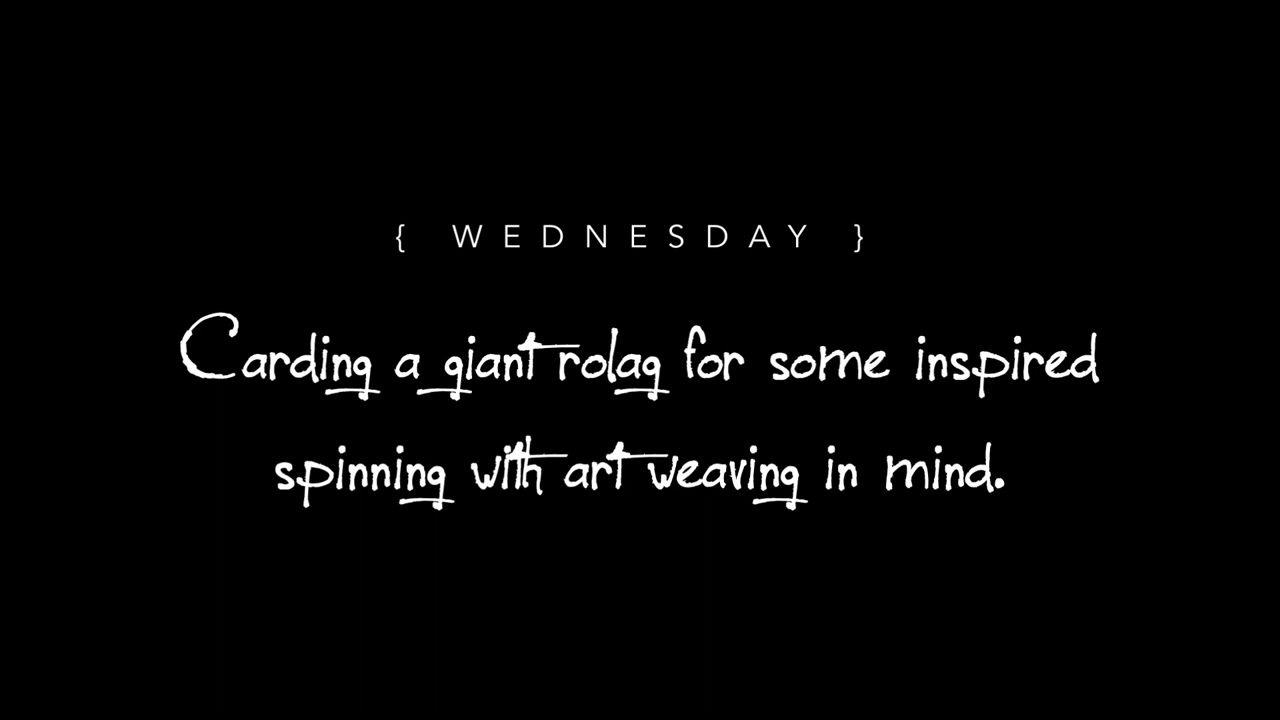 { WEDNESDAY }
Carding a giant rolag for some inspired
spinning with art weaving in mind.